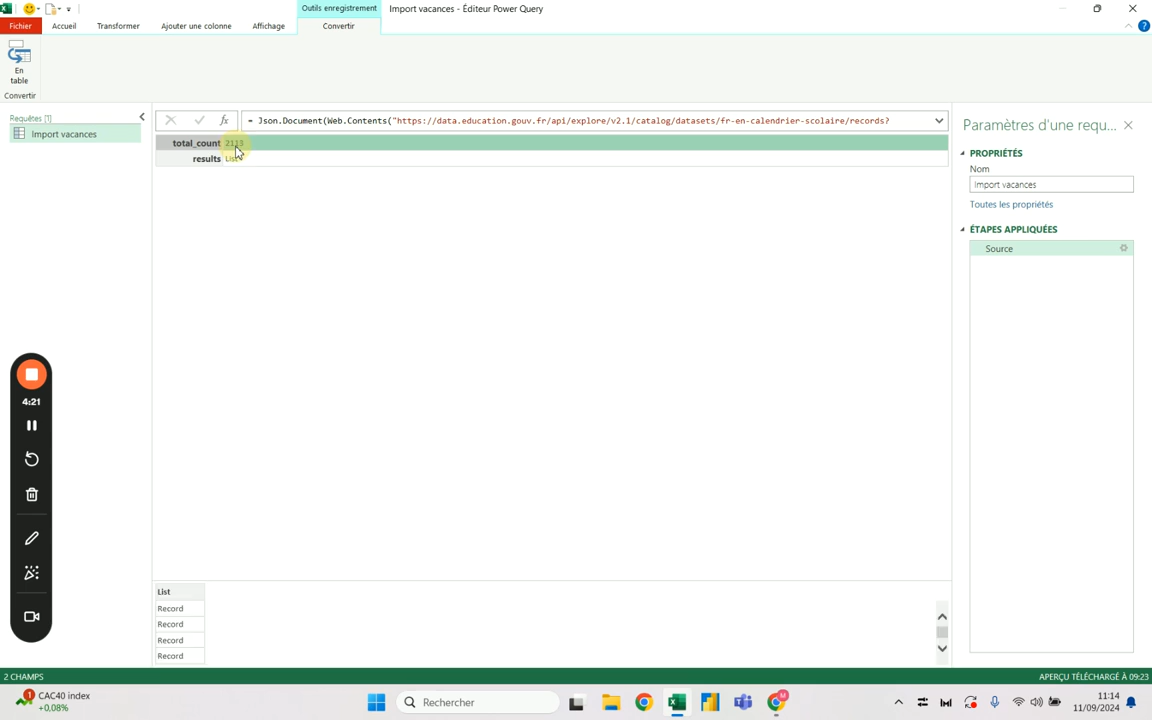 Outils enregistrement
Import vacances - Éditeur Power Query
Fichier
Accueil
Transformer
Ajouter une colonne
Affichage
Convertir
En
table
Convertir
Requêtes [1]
Import vacances
fx
= Json.Document(Web.Contents("https://data.education.gouv.fr/api/explore/v2.1/catalog/datasets/fr-en-calendrier-scolaire/records?
total_count 2113
results List
Paramètres d'une requ...
PROPRIÉTÉS
Nom
Import vacances
Toutes les propriétés
ÉTAPES APPLIQUÉES
Source
4:21
List
Record
Record
Record
Record
2 CHAMPS
APERÇU TÉLÉCHARGÉ À 09:23
1
CAC40 index
+0.08%
Rechercher
M
11:14
11/09/2024